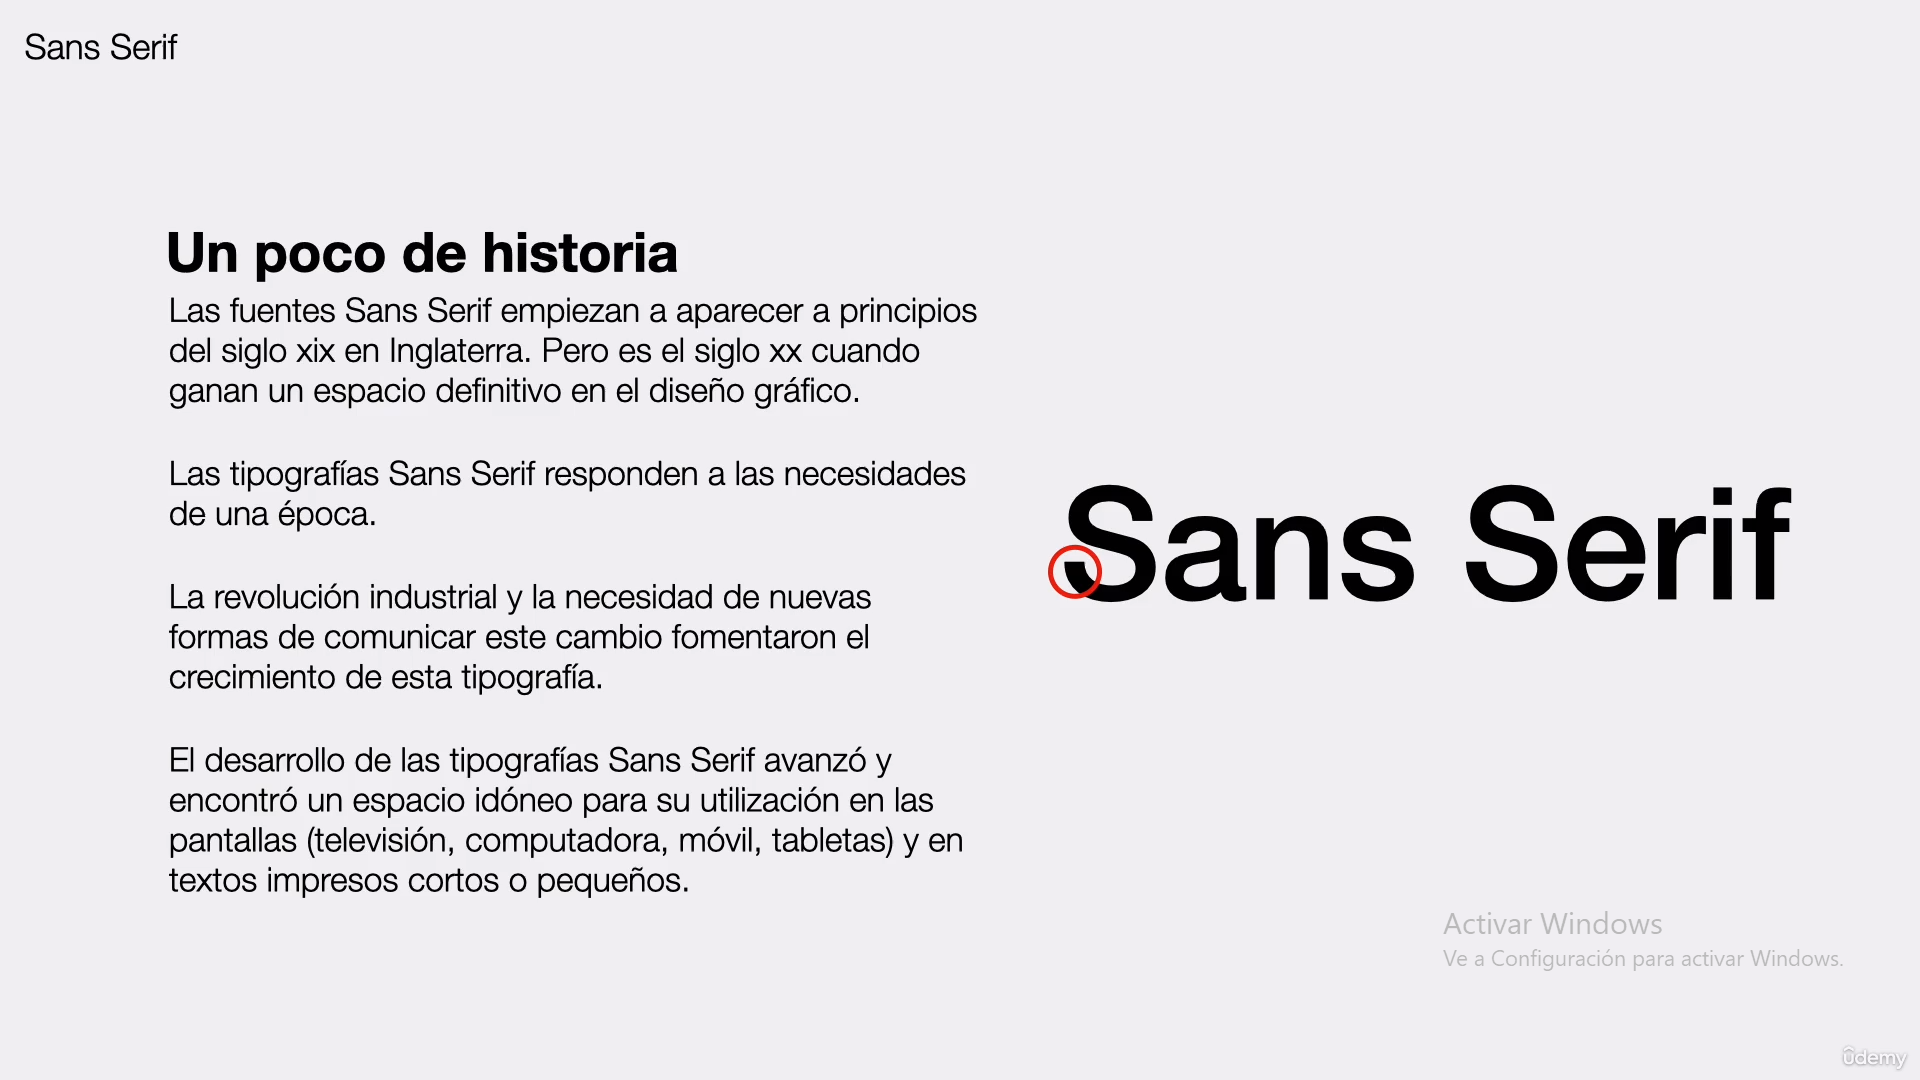 Sans Serif
Un poco de historia
Las fuentes Sans Serif empiezan a aparecer a principios
del siglo xix en Inglaterra. Pero es el siglo xx cuando
ganan un espacio definitivo en el diseño gráfico.
Las tipografías Sans Serif responden a las necesidades
de una época.
La revolución industrial y la necesidad de nuevas
formas de comunicar este cambio fomentaron el
crecimiento de esta tipografía.
El desarrollo de las tipografías Sans Serif avanzó y
encontró un espacio idóneo para su utilización en las
pantallas (televisión, computadora, móvil, tabletas) y en
textos impresos cortos o pequeños.
Sans Serif
Activar Windows
Ve a Configuración para activar Windows.
ûdemy